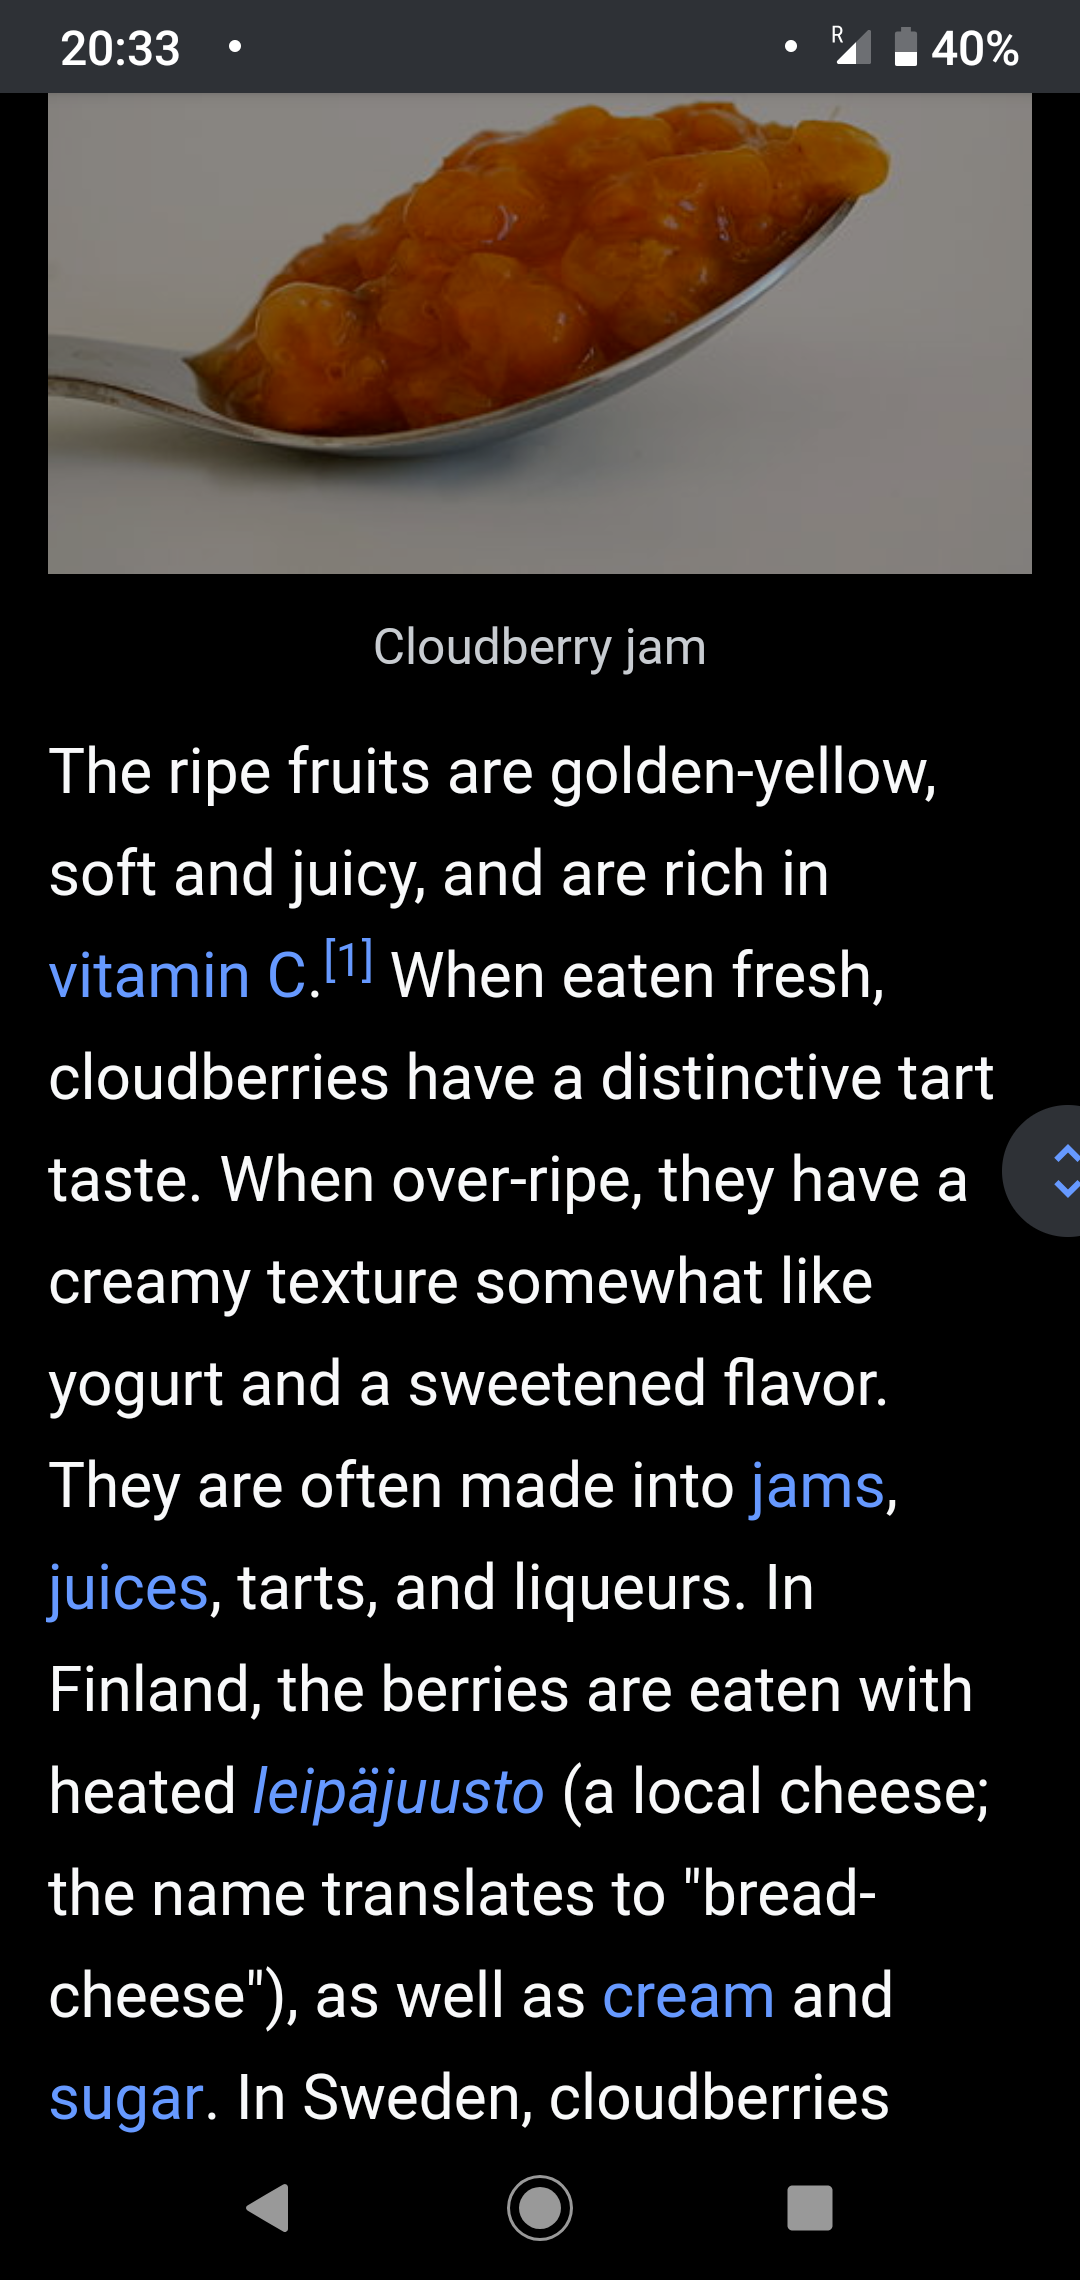 20:33
R
40%
Cloudberry jam
The ripe fruits are golden-yellow,
soft and juicy, and are rich in
vitamin C.[1] When eaten fresh,
cloudberries have a distinctive tart
taste. When over-ripe, they have a
creamy texture somewhat like
yogurt and a sweetened flavor.
They are often made into jams,
juices, tarts, and liqueurs. In
Finland, the berries are eaten with
heated leipäjuusto (a local cheese;
the name translates to "bread-
cheese"), as well as cream and
sugar. In Sweden, cloudberries